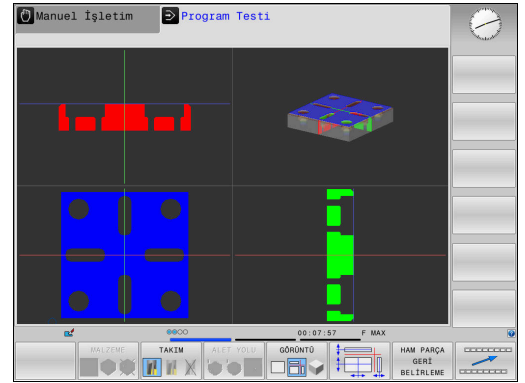 Manuel İşletim
Program Testi
00:07:57 F MAX
MALZEME
TAKIM
ALET YOLU
GÖRÜNTÜ
HAM PARÇA
GERİ
BELİRLEME